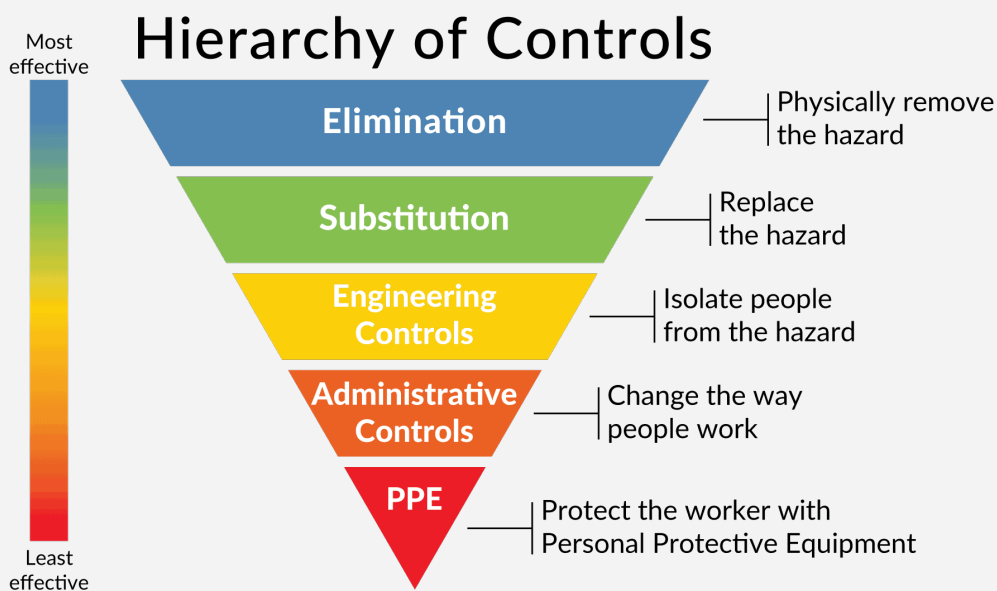 Hierarchy of Controls
Most
effective
Elimination
Physically remove
the hazard
Substitution
Replace
the hazard
Engineering
Controls
Isolate people
from the hazard
Administrative
Controls
Change the way
people work
PPE
Protect the worker with
Personal Protective Equipment
Least
effective